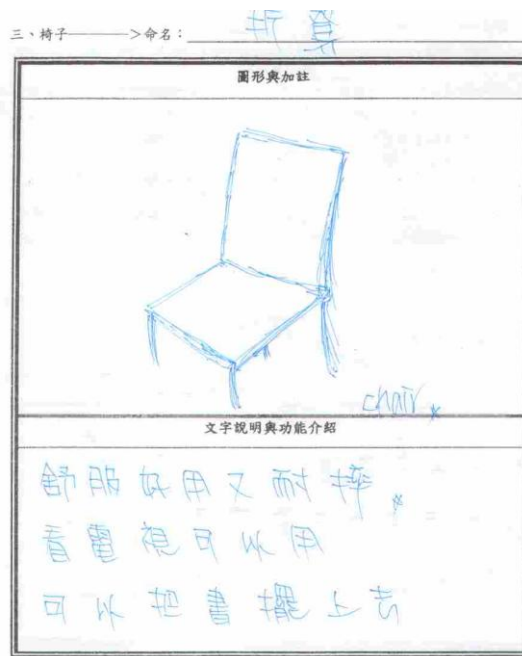 三、椅子————>命名：
圖形與加註
chair
文字說明與功能介紹
舒服好用又耐摔。
看電視可以用
可以把書擺上去